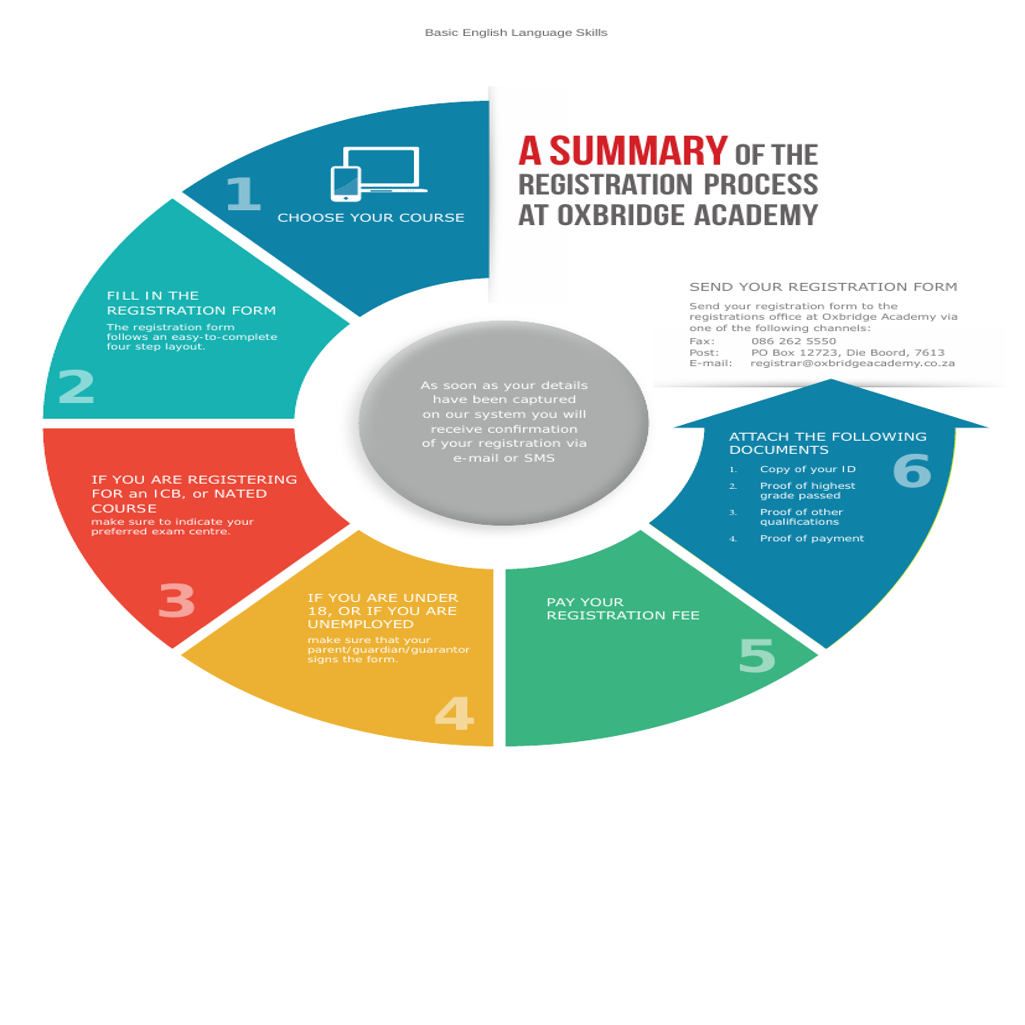 Basic English Language Skills
A SUMMARY OF THE
REGISTRATION PROCESS
AT OXBRIDGE ACADEMY
1
CHOOSE YOUR COURSE
FILL IN THE
REGISTRATION FORM
The registration form
follows an easy-to-complete
four step layout.
2
IF YOU ARE REGISTERING
FOR an ICB, or NATED
COURSE
make sure to indicate your
preferred exam centre.
3
IF YOU ARE UNDER
18, OR IF YOU ARE
UNEMPLOYED
make sure that your
parent/guardian/guarantor
signs the form.
4
PAY YOUR
REGISTRATION FEE
5
ATTACH THE FOLLOWING
DOCUMENTS
6
1. Copy of your ID
2. Proof of highest
grade passed
3. Proof of other
qualifications
4. Proof of payment
SEND YOUR REGISTRATION FORM
Send your registration form to the
registrations office at Oxbridge Academy via
one of the following channels:
Fax: 086 262 5550
Post: PO Box 12723, Die Boord, 7613
E-mail: registrar@oxbridgeacademy.co.za
As soon as your details
have been captured
on our system you will
receive confirmation
of your registration via
e-mail or SMS